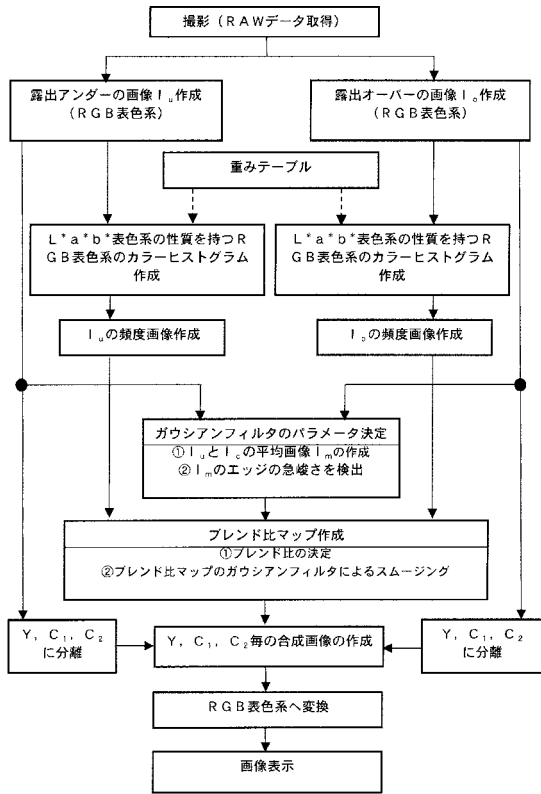 撮影（ＲＡＷデータ取得）
露出アンダーの画像Ｉu作成
（ＲＧＢ表色系）
露出オーバーの画像Ｉo作成
（ＲＧＢ表色系）
重みテーブル
Ｌ*ａ*ｂ*表色系の性質を持つＲ
ＧＢ表色系のカラーヒストグラム
作成
Ｌ*ａ*ｂ*表色系の性質を持つＲ
ＧＢ表色系のカラーヒストグラム
作成
Ｉuの頻度画像作成
Ｉoの頻度画像作成
ガウシアンフィルタのパラメータ決定
①ＩuとＩoの平均画像Ｉmの作成
②Ｉmのエッジの急峻さを検出
ブレンド比マップ作成
①ブレンド比の決定
②ブレンド比マップのガウシアンフィルタによるスムージング
Ｙ，Ｃ1，Ｃ2
に分離
Ｙ，Ｃ1，Ｃ2毎の合成画像の作成
Ｙ，Ｃ1，Ｃ2
に分離
ＲＧＢ表色系へ変換
画像表示